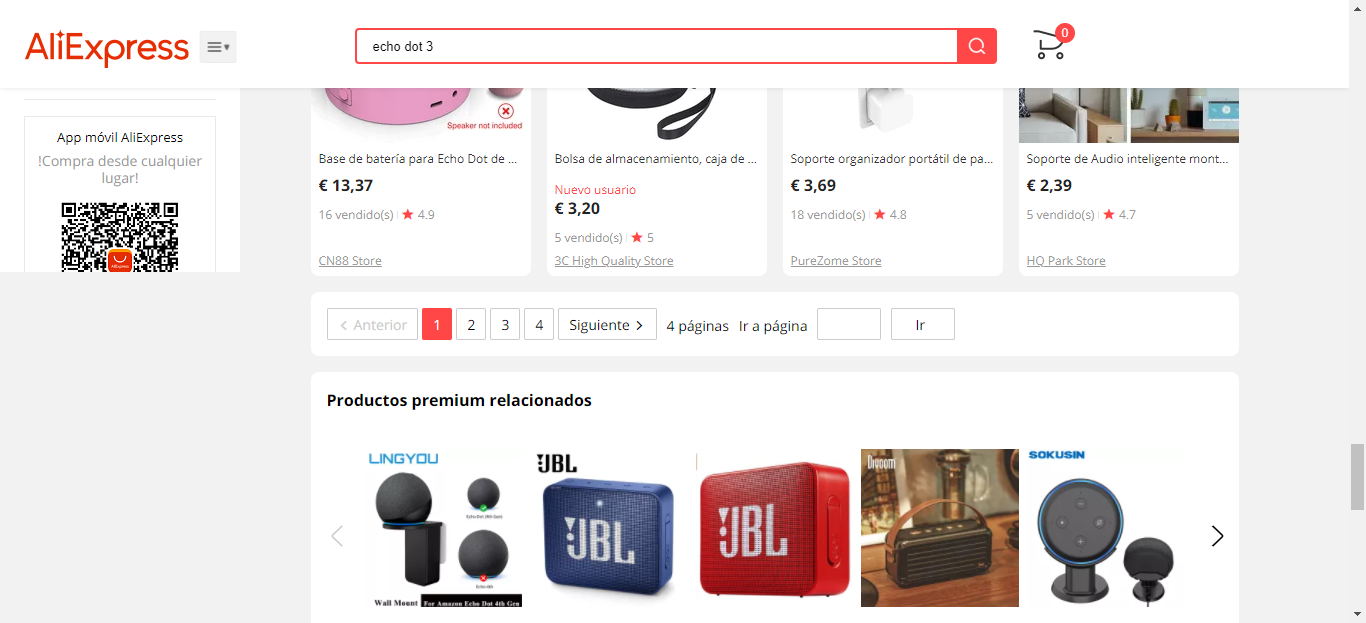 AliExpress
echo dot 3
0
App móvil AliExpress
!Compra desde cualquier
lugar!
AliExpress
Speaker not included
Base de batería para Echo Dot de ...
€ 13,37
16 vendido(s) | ★ 4.9
CN88 Store
Bolsa de almacenamiento, caja de ...
Nuevo usuario
€ 3,20
5 vendido(s) | ★ 5
3C High Quality Store
Soporte organizador portátil de pa...
€ 3,69
18 vendido(s) | ★ 4.8
PureZome Store
Soporte de Audio inteligente mont...
€ 2,39
5 vendido(s) | ★ 4.7
HQ Park Store
< Anterior 1 2 3 4 Siguiente > 4 páginas Ir a página Ir
Productos premium relacionados
LINGYOU
Echo Dot (4th Gen)
Echo 4th
Wall Mount For Amazon Echo Dot 4th Gen
JBL
JBL
JBL
Divoom
SOKUSIN